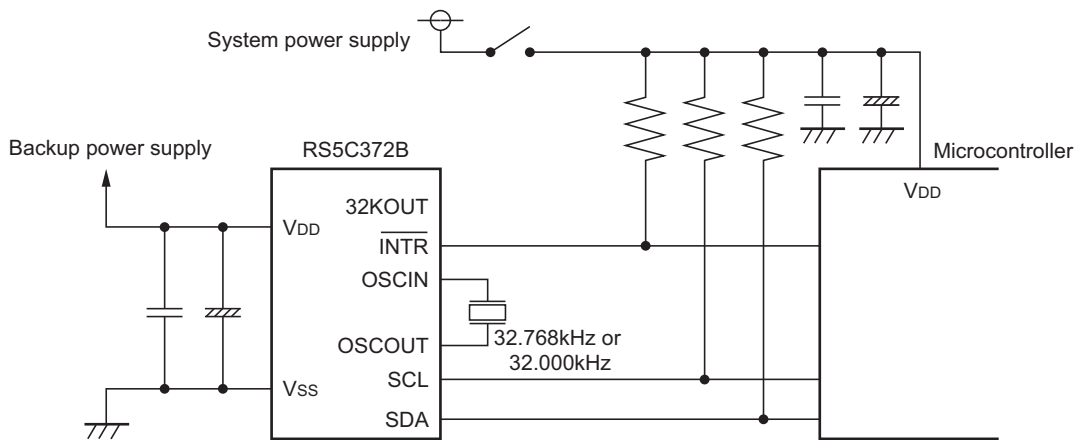 System power supply
Backup power supply
RS5C372B
Microcontroller
VDD
32KOUT
VDD
INTR
OSCIN
32.768kHz or
32.000kHz
OSCOUT
VSS
SCL
SDA